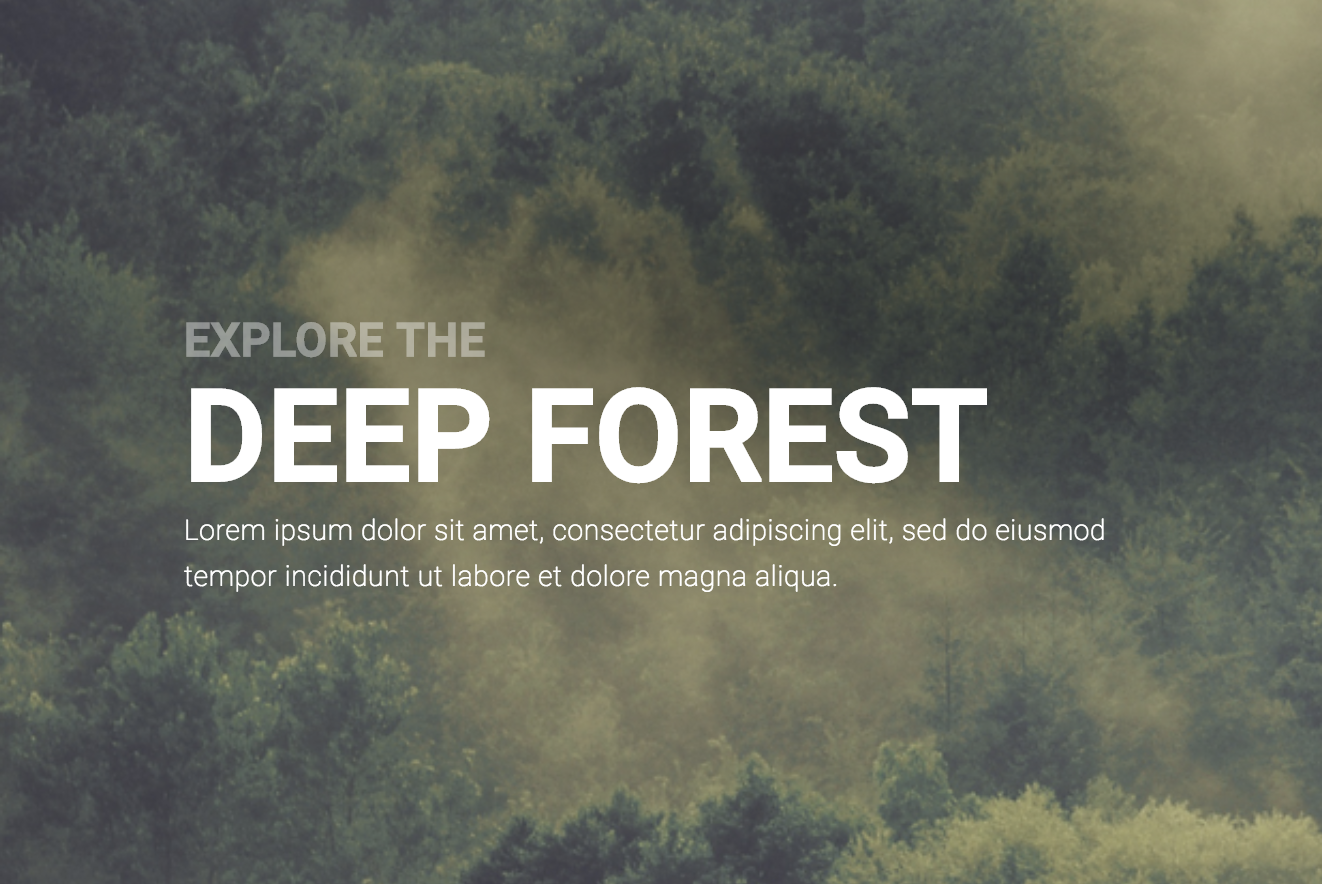 EXPLORE THE
DEEP FOREST
Lorem ipsum dolor sit amet, consectetur adipiscing elit, sed do eiusmod
tempor incididunt ut labore et dolore magna aliqua.